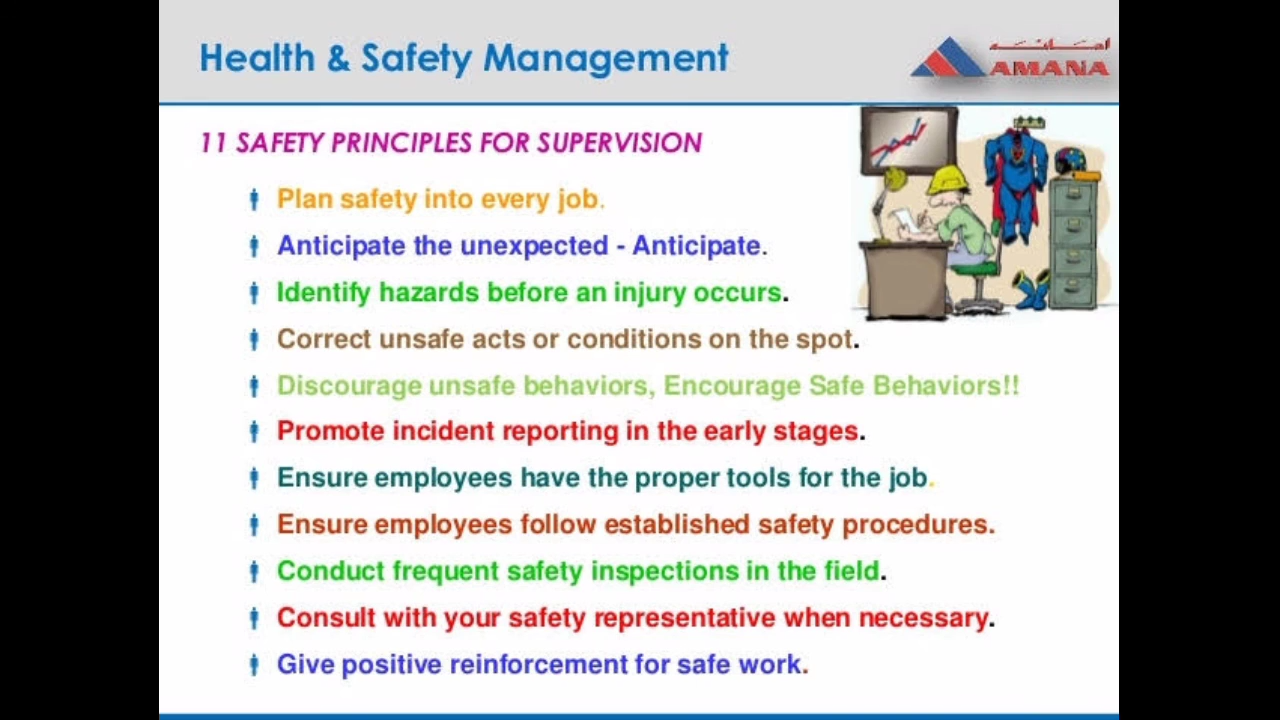 Health & Safety Management
امانة
AMANA
11 SAFETY PRINCIPLES FOR SUPERVISION
Plan safety into every job.
Anticipate the unexpected - Anticipate.
Identify hazards before an injury occurs.
Correct unsafe acts or conditions on the spot.
Discourage unsafe behaviors, Encourage Safe Behaviors!!
Promote incident reporting in the early stages.
Ensure employees have the proper tools for the job.
Ensure employees follow established safety procedures.
Conduct frequent safety inspections in the field.
Consult with your safety representative when necessary.
Give positive reinforcement for safe work.